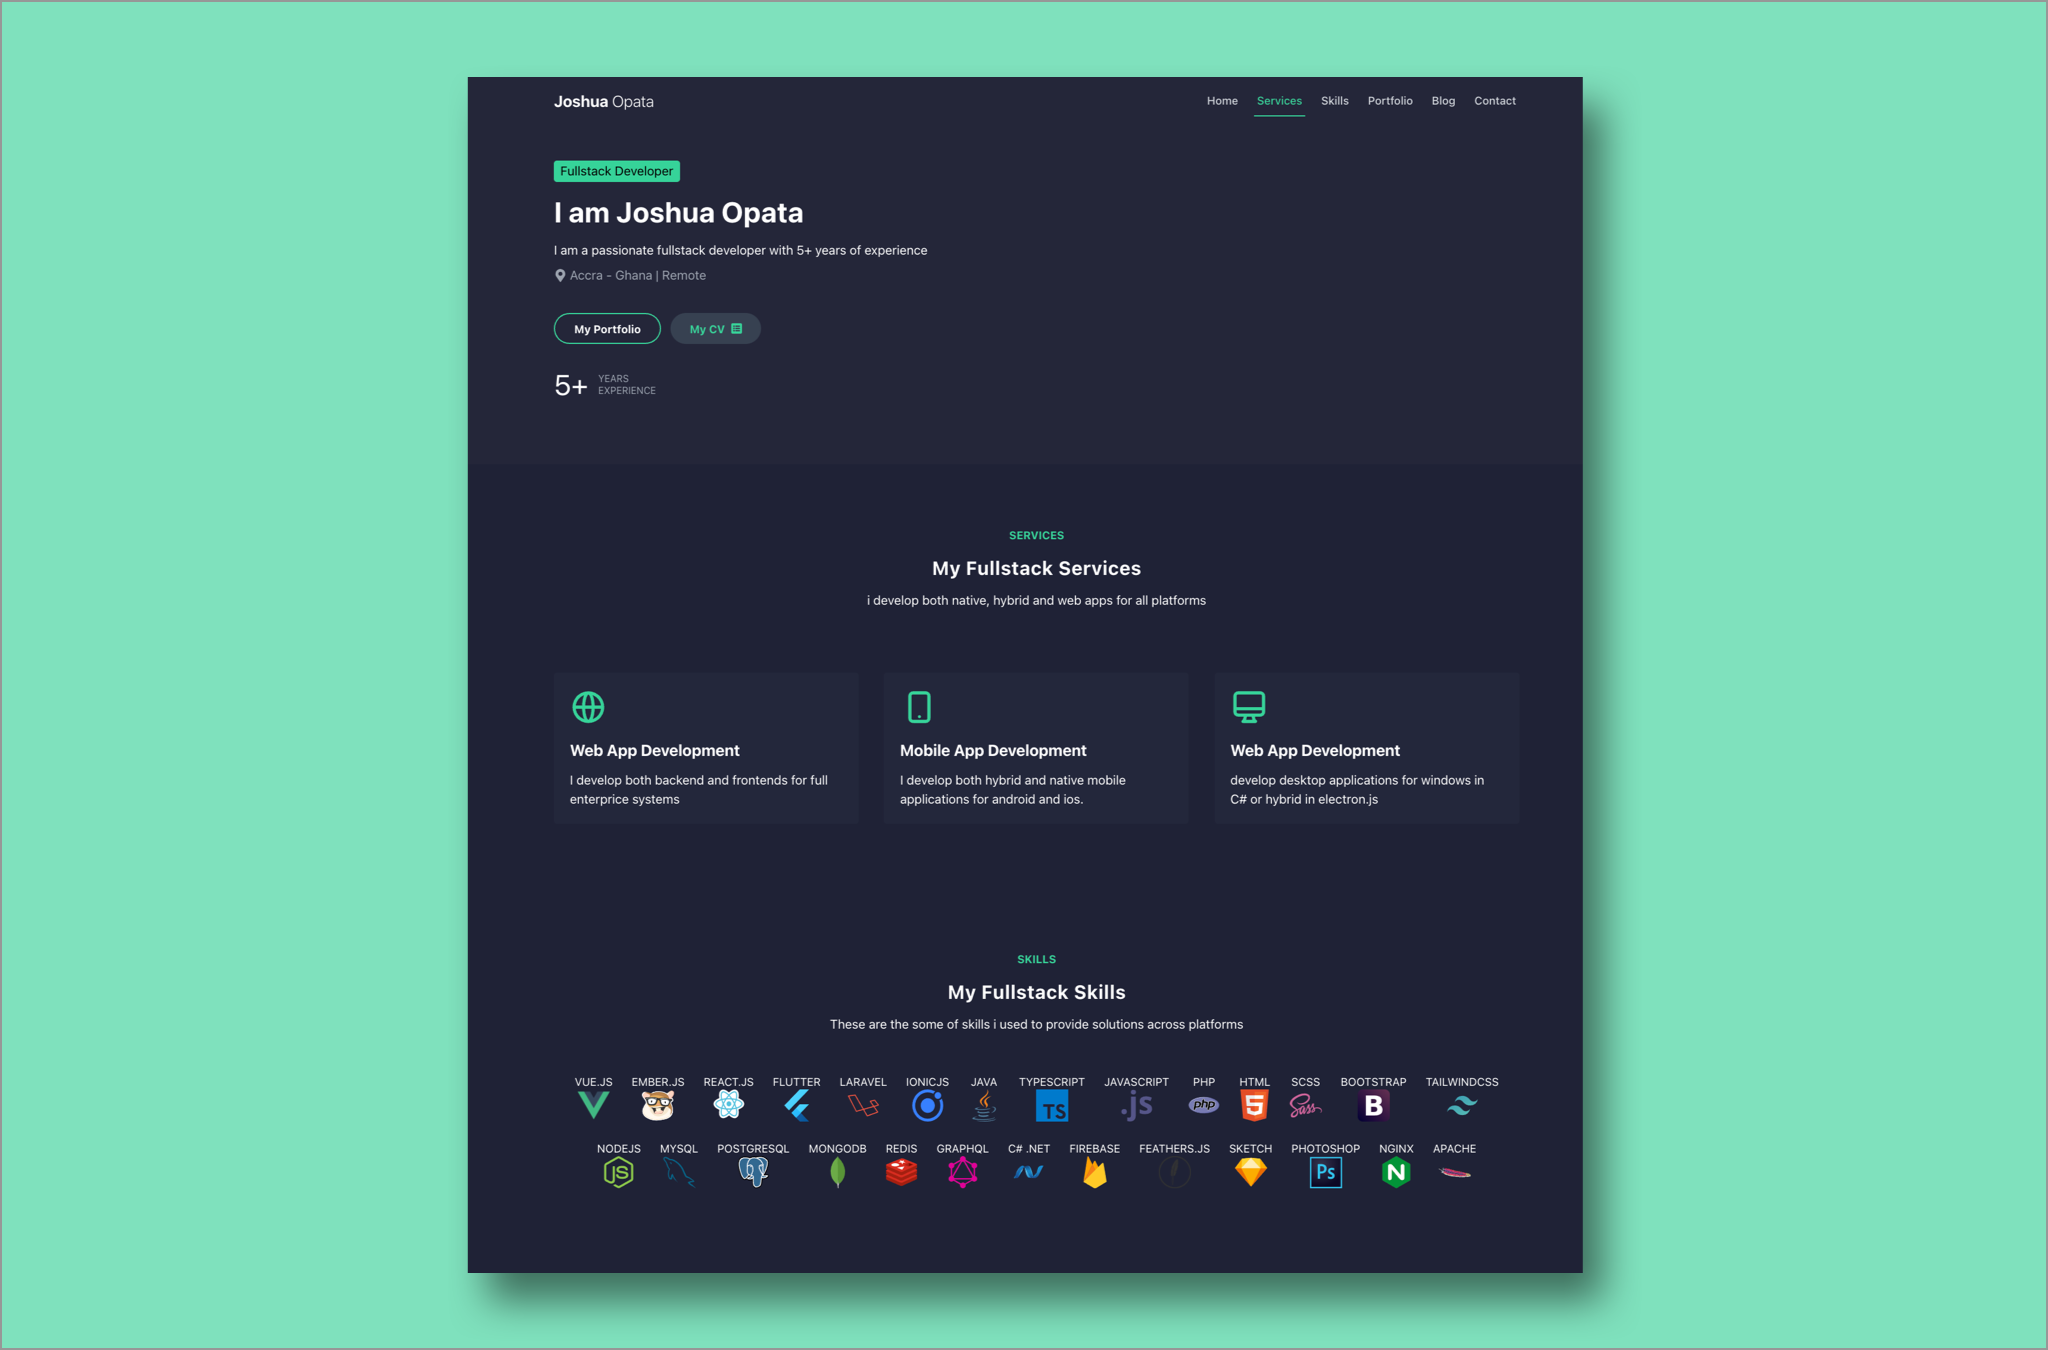 Joshua Opata
Home Services Skills Portfolio Blog Contact
Fullstack Developer
I am Joshua Opata
I am a passionate fullstack developer with 5+ years of experience
Accra - Ghana | Remote
My Portfolio
My CV
5+
YEARS
EXPERIENCE
SERVICES
My Fullstack Services
i develop both native, hybrid and web apps for all platforms
Web App Development
I develop both backend and frontends for full
enterprice systems
Mobile App Development
I develop both hybrid and native mobile
applications for android and ios.
Web App Development
develop desktop applications for windows in
C# or hybrid in electron.js
SKILLS
My Fullstack Skills
These are the some of skills i used to provide solutions across platforms
VUE.JS EMBER.JS REACT.JS FLUTTER LARAVEL IONICJS JAVA TYPESCRIPT JAVASCRIPT PHP HTML SCSS BOOTSTRAP TAILWINDCSS
TS .js php 5 Sass B
NODEJS MYSQL POSTGRESQL MONGODB REDIS GRAPHQL C# .NET FIREBASE FEATHERS.JS SKETCH PHOTOSHOP NGINX APACHE
JS Ps N